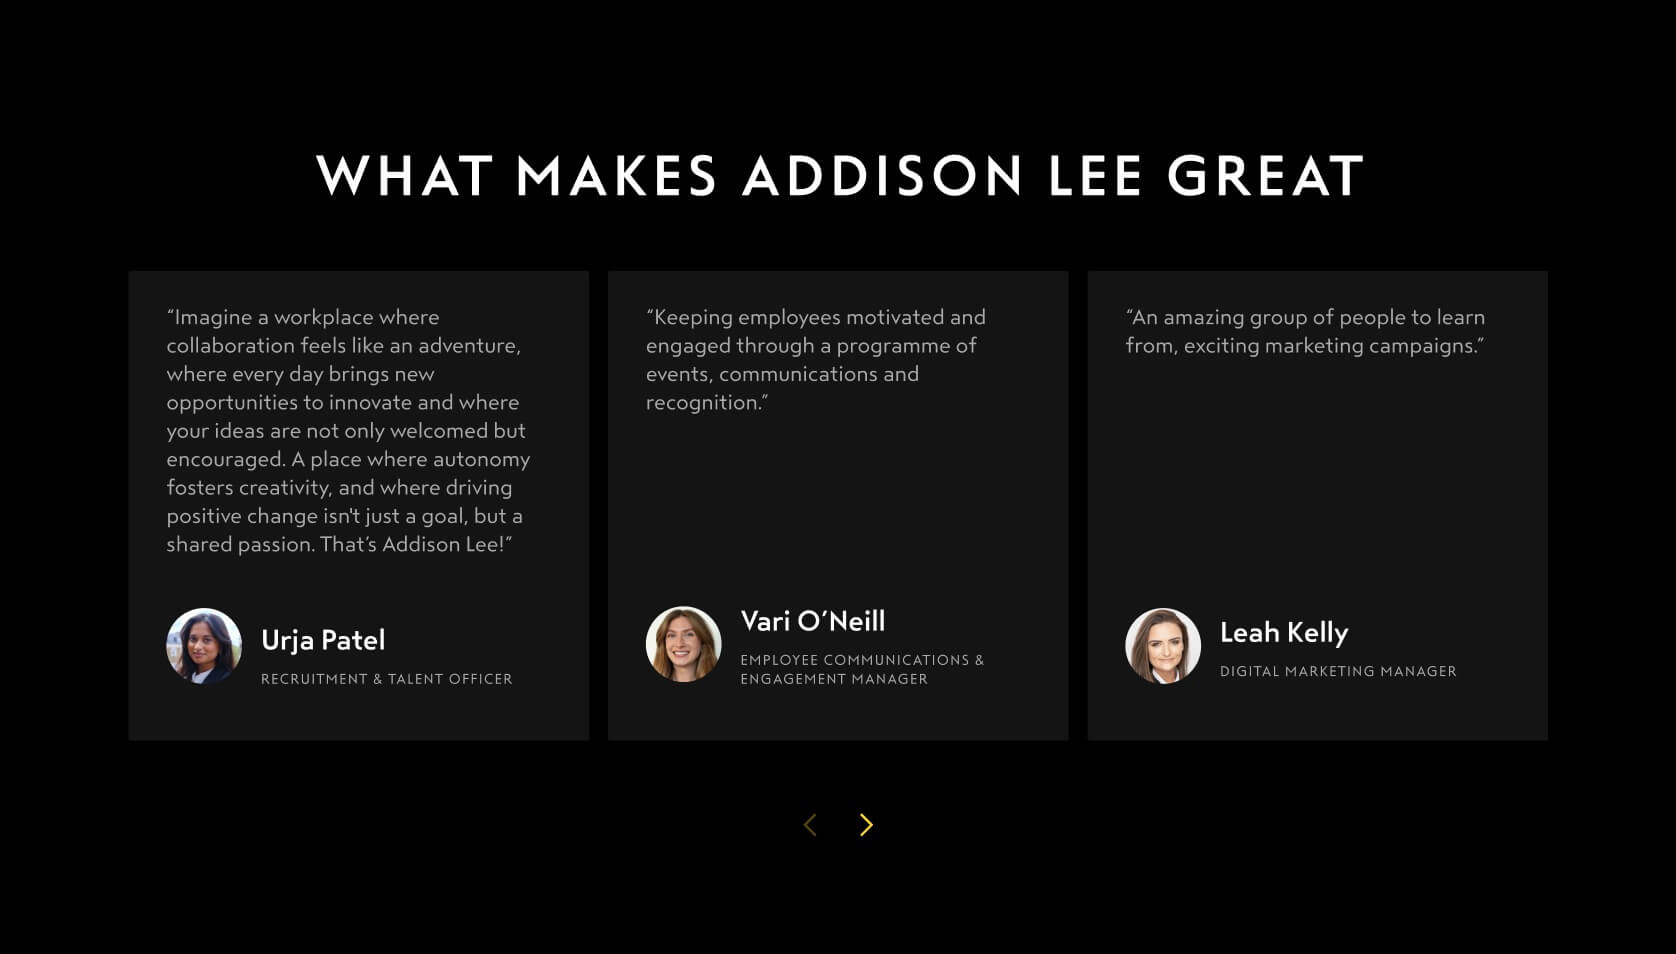 WHAT MAKES ADDISON LEE GREAT
“Imagine a workplace where
collaboration feels like an adventure,
where every day brings new
opportunities to innovate and where
your ideas are not only welcomed but
encouraged. A place where autonomy
fosters creativity, and where driving
positive change isn't just a goal, but a
shared passion. That’s Addison Lee!”
Urja Patel
RECRUITMENT & TALENT OFFICER
“Keeping employees motivated and
engaged through a programme of
events, communications and
recognition.”
Vari O’Neill
EMPLOYEE COMMUNICATIONS &
ENGAGEMENT MANAGER
“An amazing group of people to learn
from, exciting marketing campaigns.”
Leah Kelly
DIGITAL MARKETING MANAGER